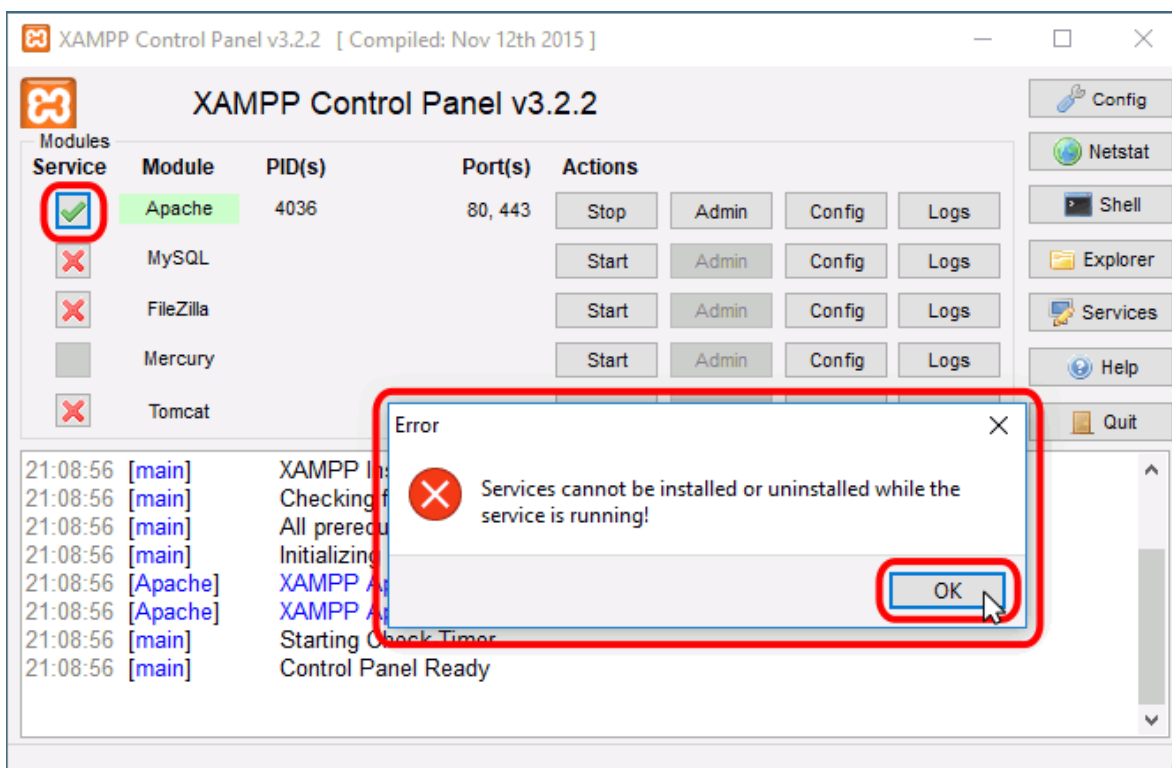 XAMPP Control Panel v3.2.2 [ Compiled: Nov 12th 2015 ]
XAMPP Control Panel v3.2.2
Config
Modules
Netstat
Service Module PID(s) Port(s) Actions
Apache 4036 80, 443 Stop Admin Config Logs
Shell
MySQL Start Admin Config Logs
Explorer
FileZilla Start Admin Config Logs
Services
Mercury Start Admin Config Logs
Help
Tomcat
Quit
Error
Services cannot be installed or uninstalled while the
service is running!
OK
21:08:56 [main] XAMPP
21:08:56 [main] Checking
21:08:56 [main] All
21:08:56 [main] Initializing
21:08:56 [Apache] XAMPP
21:08:56 [Apache] XAMPP
21:08:56 [main] Starting Check Timer
21:08:56 [main] Control Panel Ready